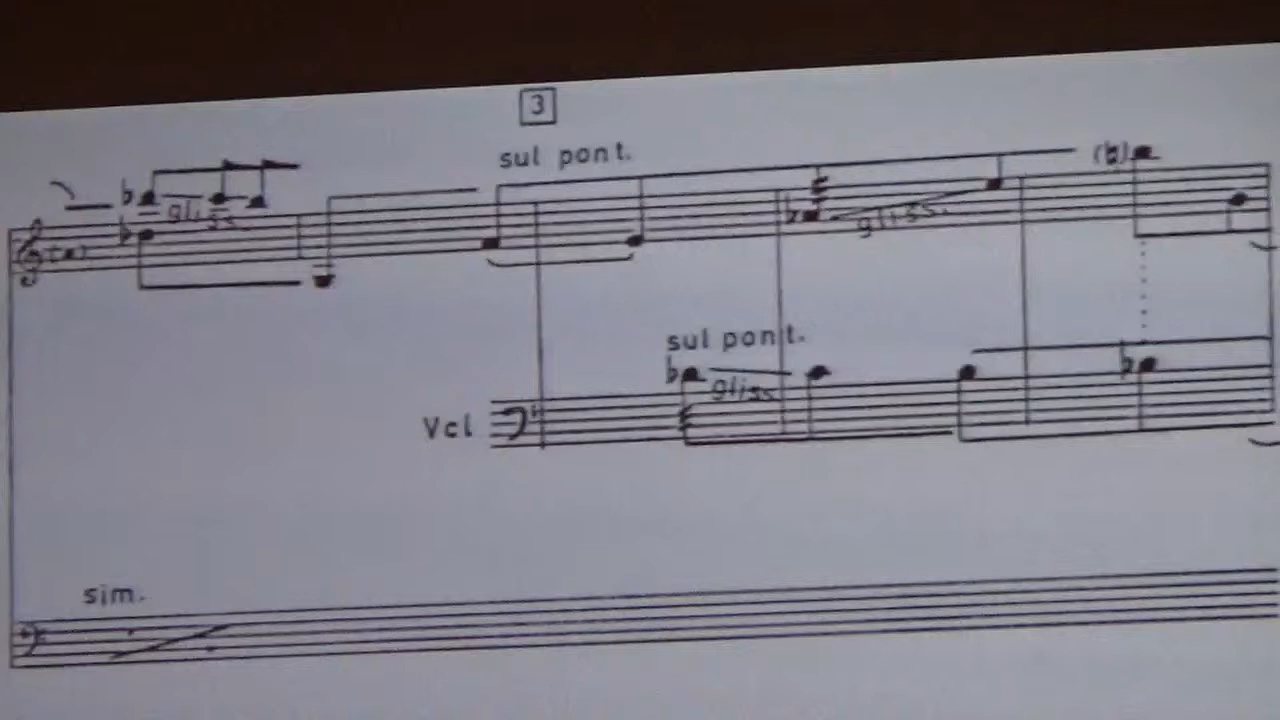 3
sul pont.
gliss.
gliss.
sul pont.
gliss.
Vcl
sim.